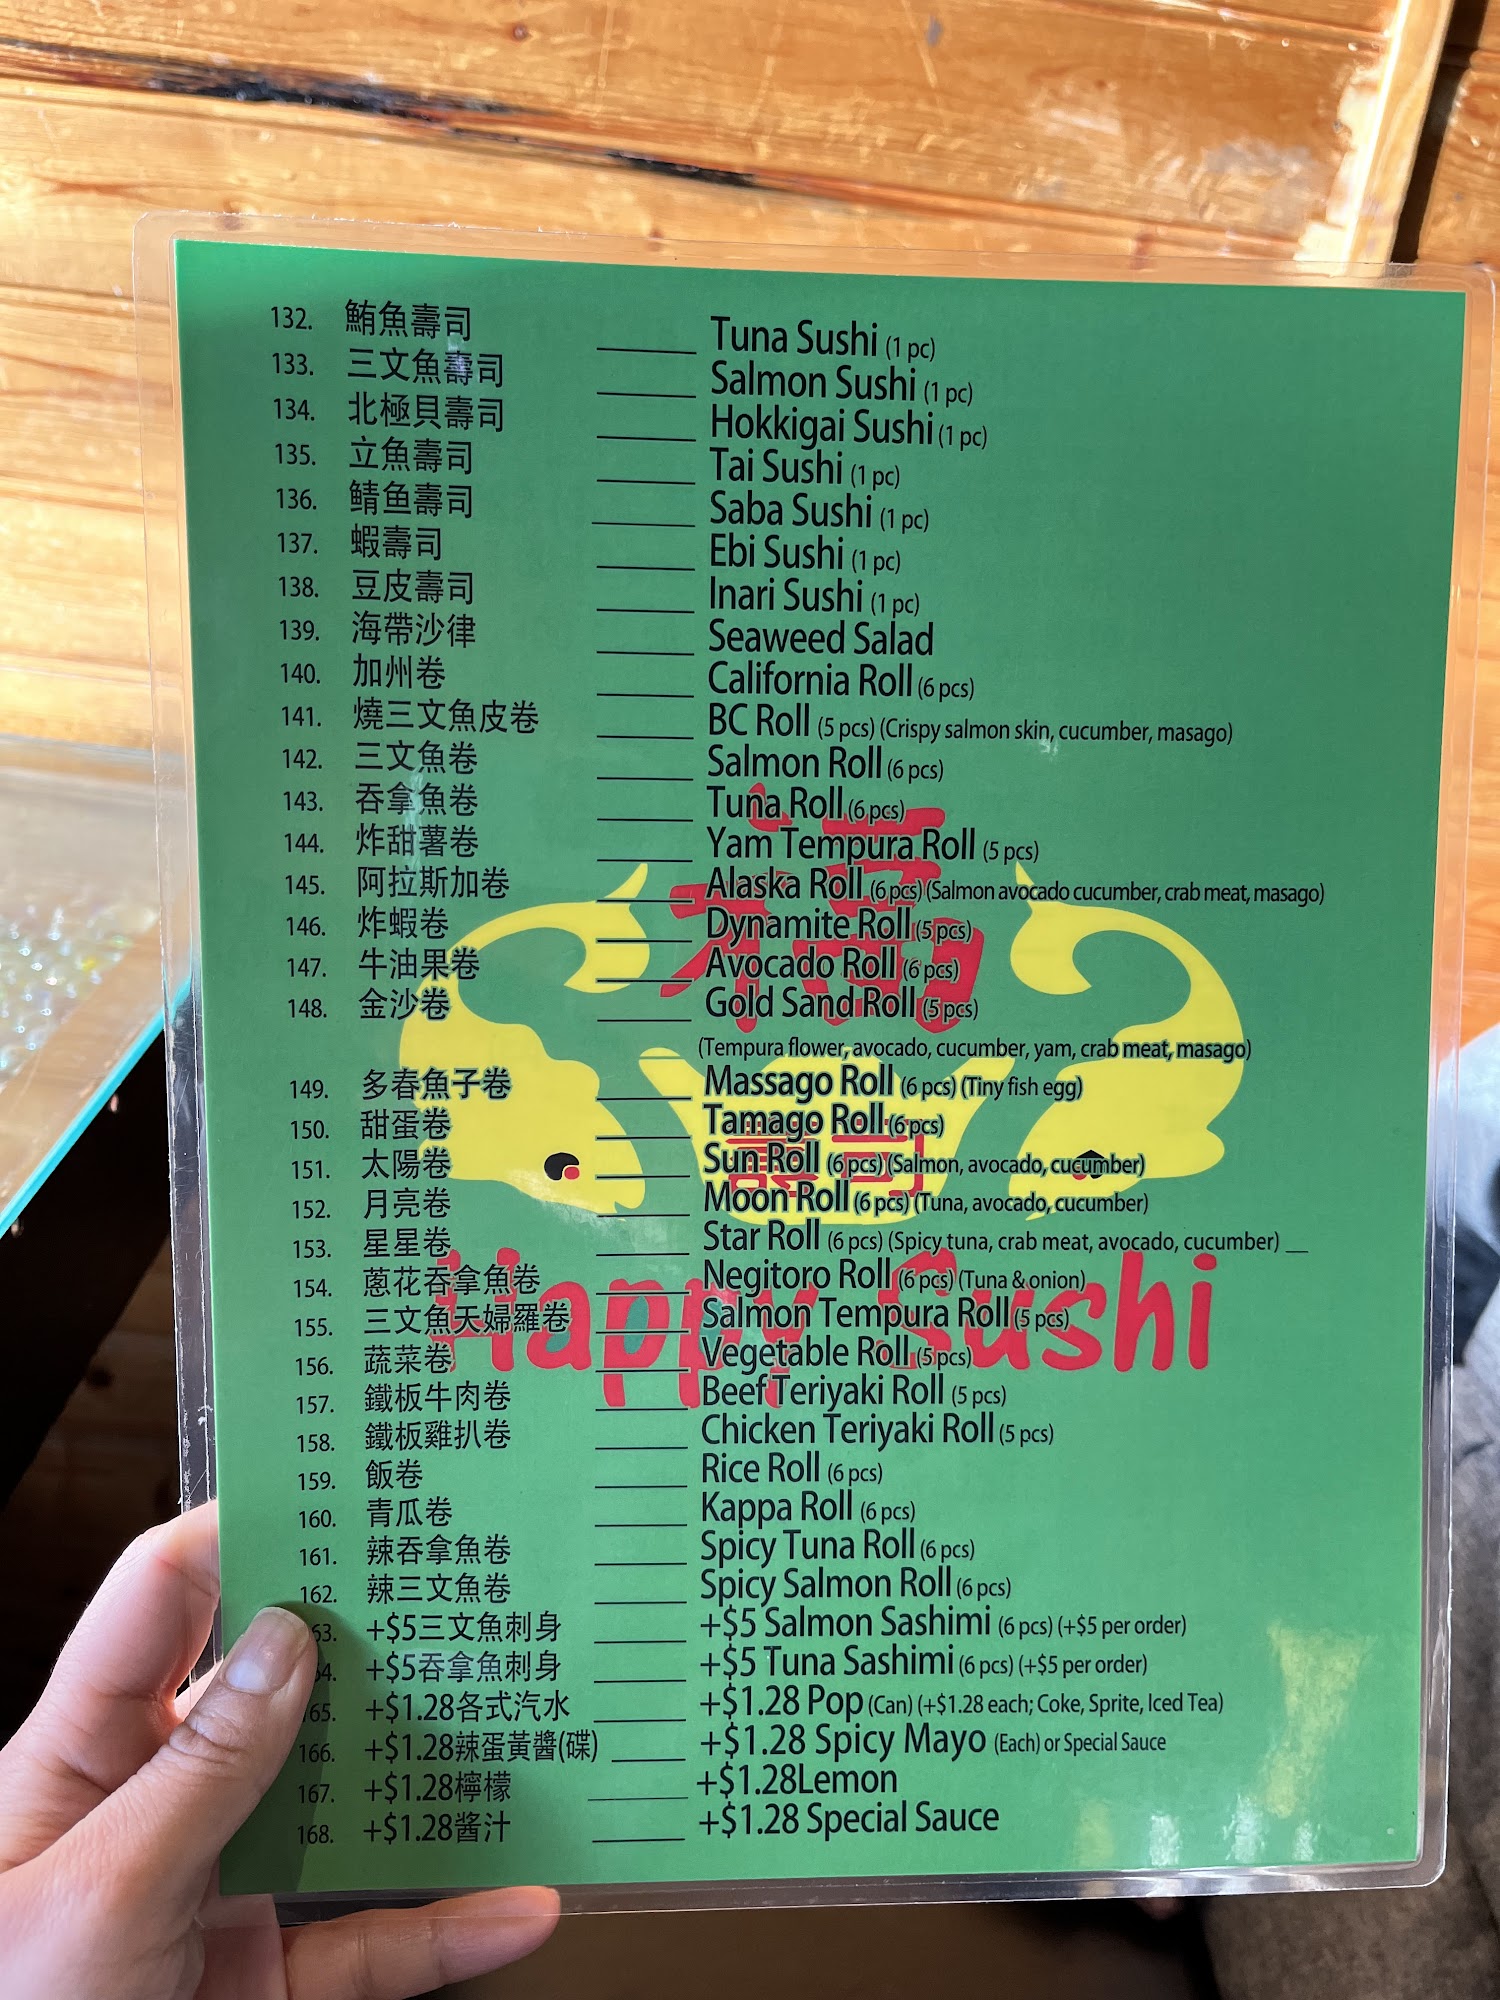 132. 鮪魚壽司 Tuna Sushi (1 pc)
133. 三文魚壽司 Salmon Sushi (1 pc)
134. 北極貝壽司 Hokkigai Sushi (1 pc)
135. 立魚壽司 Tai Sushi (1 pc)
136. 鯖鱼壽司 Saba Sushi (1 pc)
137. 蝦壽司 Ebi Sushi (1 pc)
138. 豆皮壽司 Inari Sushi (1 pc)
139. 海帶沙律 Seaweed Salad
140. 加州卷 California Roll (6 pcs)
141. 燒三文魚皮卷 BC Roll (5 pcs) (Crispy salmon skin, cucumber, masago)
142. 三文魚卷 Salmon Roll (6 pcs)
143. 吞拿魚卷 Tuna Roll (6 pcs)
144. 炸甜薯卷 Yam Tempura Roll (5 pcs)
145. 阿拉斯加卷 Alaska Roll (6 pcs) (Salmon avocado cucumber, crab meat, masago)
146. 炸蝦卷 Dynamite Roll (5 pcs)
147. 牛油果卷 Avocado Roll (6 pcs)
148. 金沙卷 Gold Sand Roll (5 pcs)
(Tempura flower, avocado, cucumber, yam, crab meat, masago)
149. 多春魚子卷 Massago Roll (6 pcs) (Tiny fish egg)
150. 甜蛋卷 Tamago Roll (6 pcs)
151. 太陽卷 Sun Roll (6 pcs) (Salmon, avocado, cucumber)
152. 月亮卷 Moon Roll (6 pcs) (Tuna, avocado, cucumber)
153. 星星卷 Star Roll (6 pcs) (Spicy tuna, crab meat, avocado, cucumber)
154. 蔥花吞拿魚卷 Negitoro Roll (6 pcs) (Tuna & onion)
155. 三文魚天婦羅卷 Salmon Tempura Roll (5 pcs)
156. 蔬菜卷 Vegetable Roll (5 pcs)
157. 鐵板牛肉卷 Beef Teriyaki Roll (5 pcs)
158. 鐵板雞扒卷 Chicken Teriyaki Roll (5 pcs)
159. 飯卷 Rice Roll (6 pcs)
160. 青瓜卷 Kappa Roll (6 pcs)
161. 辣吞拿魚卷 Spicy Tuna Roll (6 pcs)
162. 辣三文魚卷 Spicy Salmon Roll (6 pcs)
63. +$5三文魚刺身 +$5 Salmon Sashimi (6 pcs) (+$5 per order)
4. +$5吞拿魚刺身 +$5 Tuna Sashimi (6 pcs) (+$5 per order)
65. +$1.28各式汽水 +$1.28 Pop (Can) (+$1.28 each; Coke, Sprite, Iced Tea)
166. +$1.28辣蛋黃醬(碟) +$1.28 Spicy Mayo (Each) or Special Sauce
167. +$1.28檸檬 +$1.28Lemon
168. +$1.28醬汁 +$1.28 Special Sauce
福
壽司
Happy Sushi